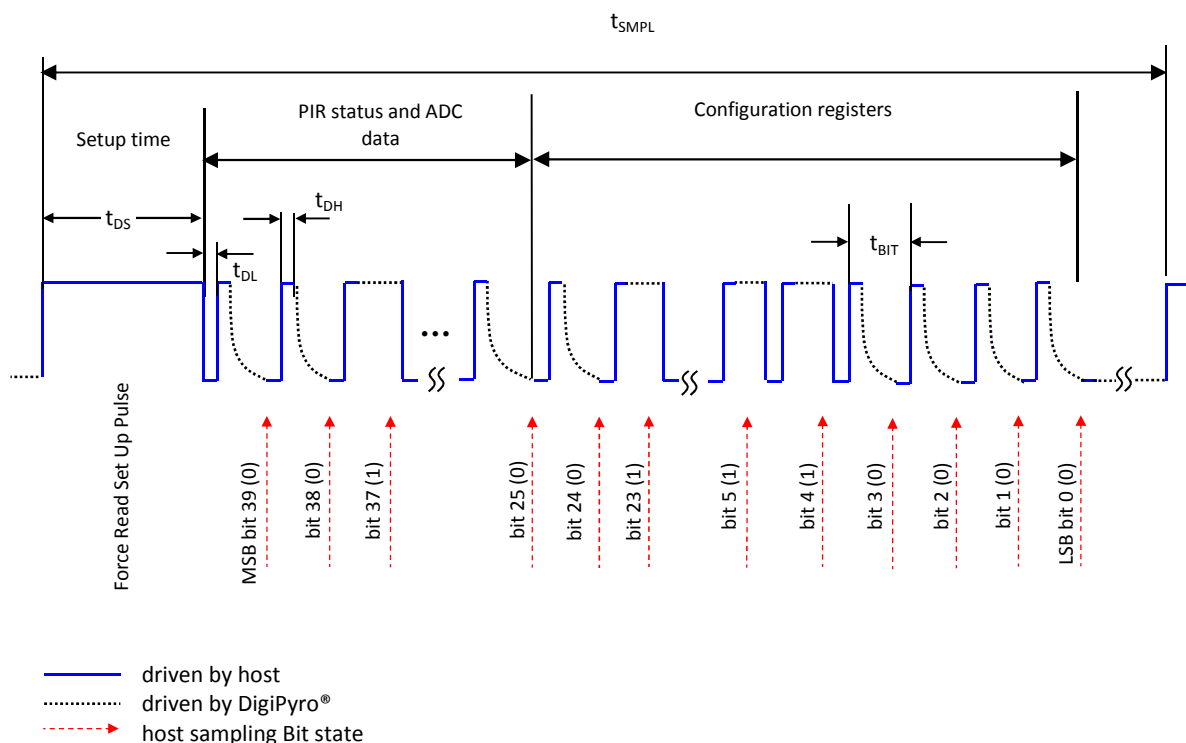 tSMPL
PIR status and ADC
data
Configuration registers
Setup time
tDS
tDH
tDL
tBIT
...
Force Read Set Up Pulse
MSB bit 39 (0)
bit 38 (0)
bit 37 (1)
bit 25 (0)
bit 24 (0)
bit 23 (1)
bit 5 (1)
bit 4 (1)
bit 3 (0)
bit 2 (0)
bit 1 (0)
LSB bit 0 (0)
driven by host
driven by DigiPyro®
host sampling Bit state